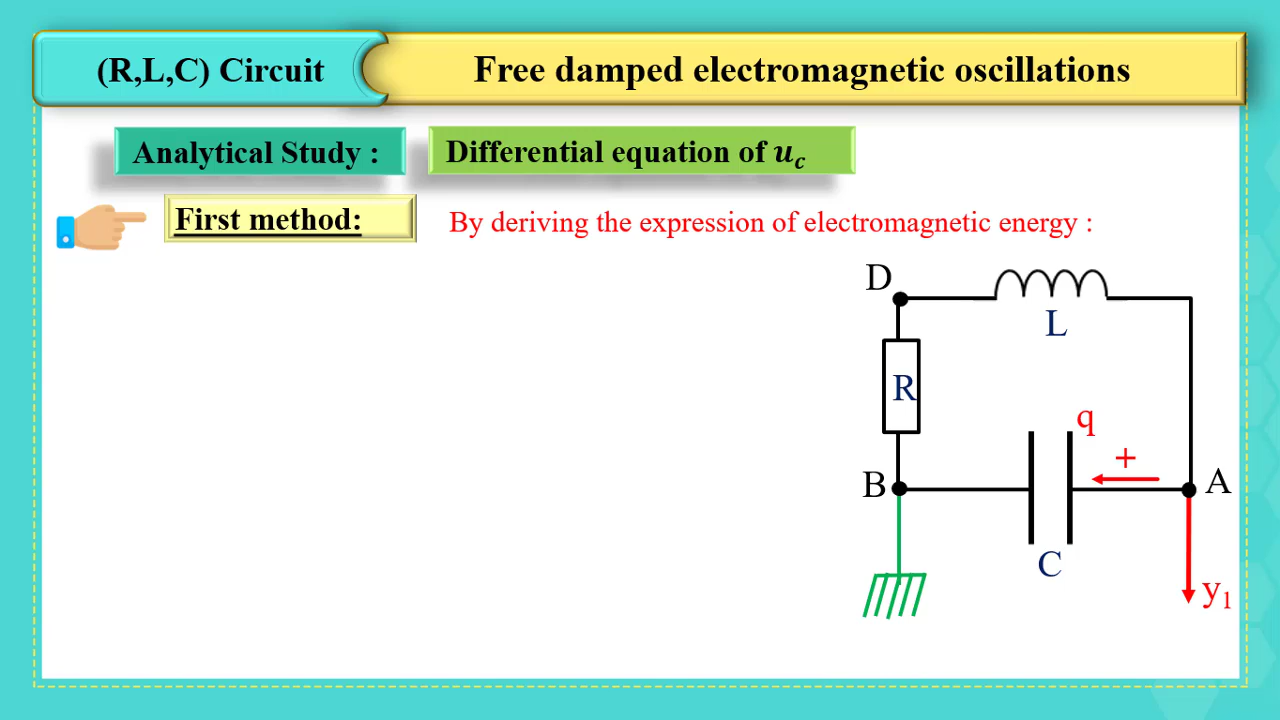 (R,L,C) Circuit
Free damped electromagnetic oscillations
Analytical Study :
Differential equation of u_c
First method:
By deriving the expression of electromagnetic energy :
D
L
R
q
+
B
A
C
y₁